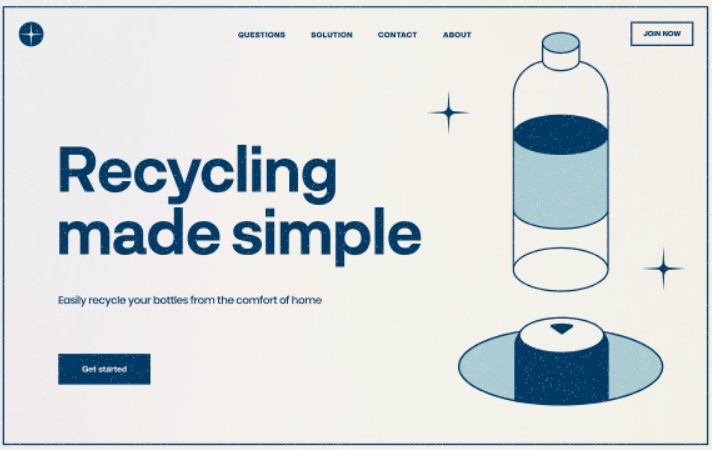 QUESTIONS SOLUTION CONTACT ABOUT JOIN NOW
Recycling
made simple
Easily recycle your bottles from the comfort of home
Get started